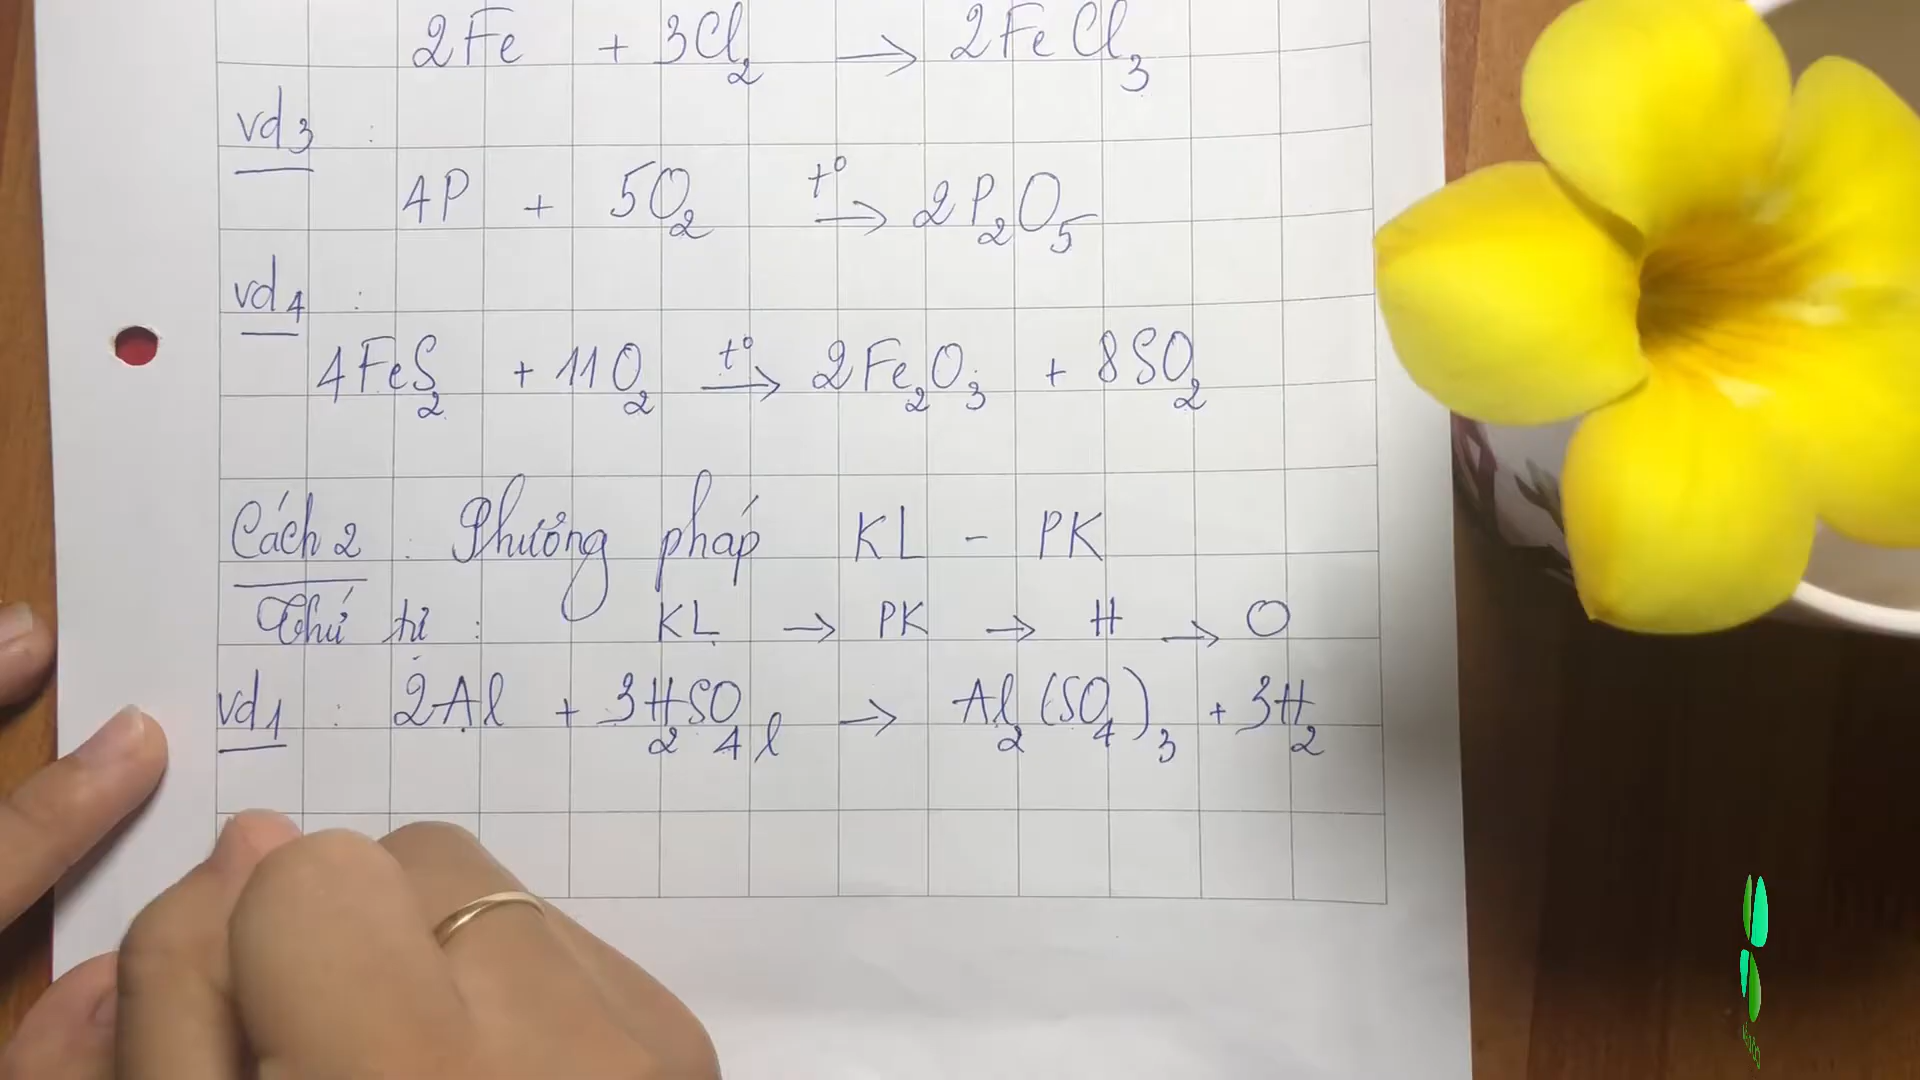 2Fe + 3Cl₂ → 2FeCl₃
vd3 :
4P + 5O₂ t° → 2P₂O₅
vd4 :
4FeS₂ + 11O₂ t° → 2Fe₂O₃ + 8SO₂
Cách 2 : Phương pháp KL - PK
Thứ tự : KL → PK → H → O
vd1 : 2Al + 3H₂SO₄ l → Al₂(SO₄)₃ + 3H₂